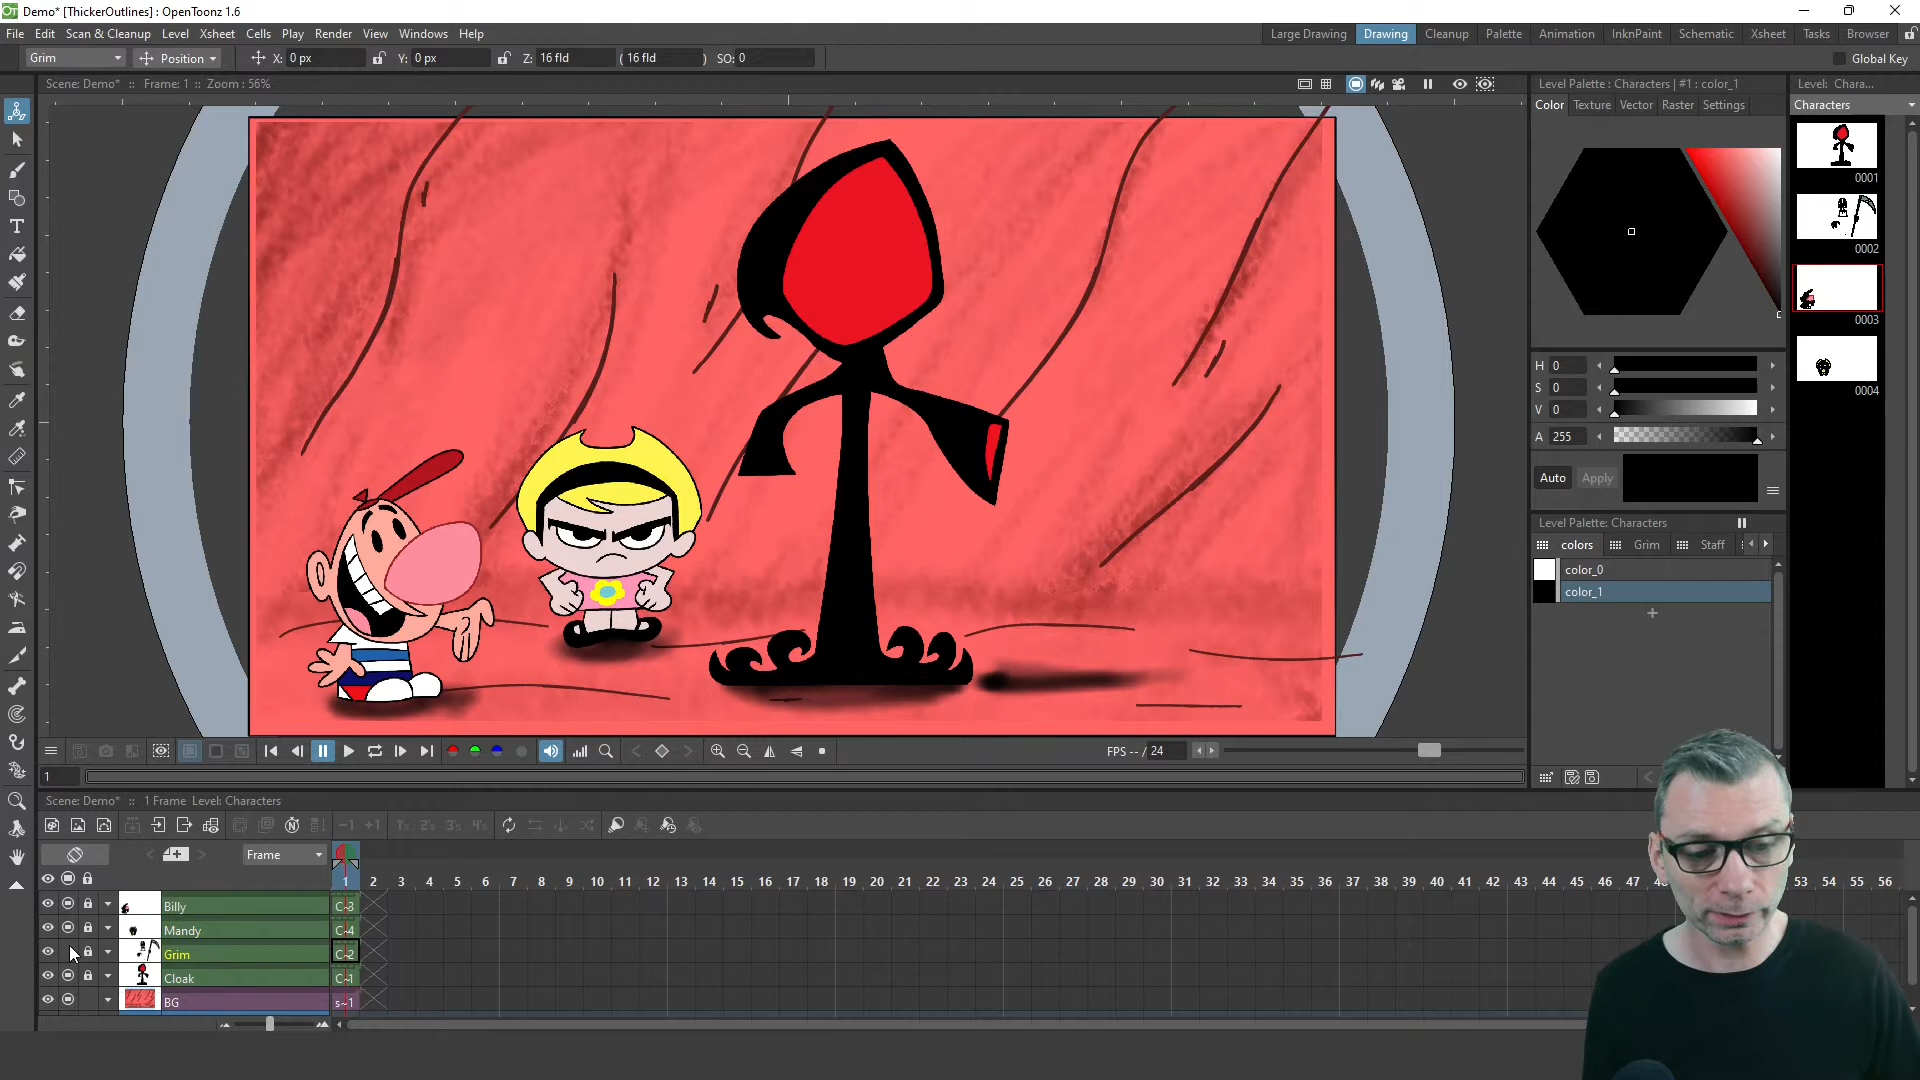 Demo* [ThickerOutlines] : OpenToonz 1.6
File Edit Scan & Cleanup Level Xsheet Cells Play Render View Windows Help
Large Drawing Drawing Cleanup Palette Animation InknPaint Schematic Xsheet Tasks Browser
Grim Position X: 0 px Y: 0 px Z: 16 fld ( 16 fld ) SO: 0 Global Key
Scene: Demo* :: Frame: 1 :: Zoom : 56%
Level Palette : Characters | #1 : color_1
Level: Chara...
Color Texture Vector Raster Settings
Characters
0001
0002
0003
0004
H 0
S 0
V 0
A 255
Auto Apply
Level Palette: Characters
colors Grim Staff
color_0
color_1
FPS -- / 24
1
Scene: Demo* :: 1 Frame Level: Characters
-1 +1 1's 2's 3's 4's
Frame
1 2 3 4 5 6 7 8 9 10 11 12 13 14 15 16 17 18 19 20 21 22 23 24 25 26 27 28 29 30 31 32 33 34 35 36 37 38 39 40 41 42 43 44 45 46 47 53 54 55 56
Billy C~3
Mandy C~4
Grim C~2
Cloak C~1
BG s~1